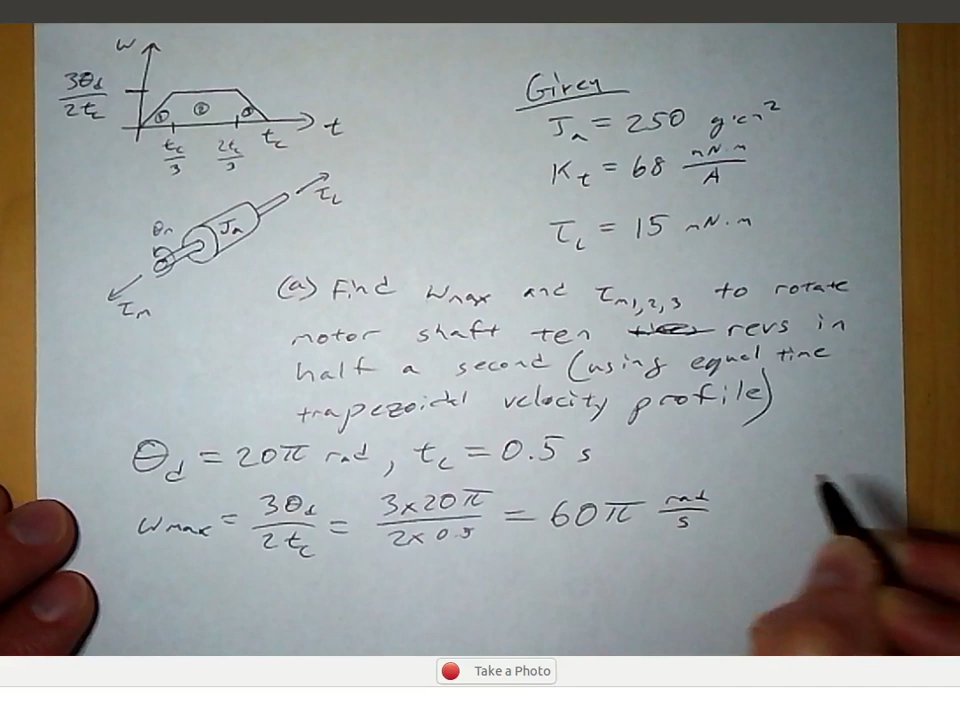 ω
3θd
2tc
① ② ③
tc/3 2tc/3 tc t
θm Jm τL
τm
Given
Jm = 250 g·cm²
Kt = 68 mN·m/A
τL = 15 mN·m
(a) Find ωmax and τm1,2,3 to rotate
motor shaft ten revs in
half a second (using equal time
trapezoidal velocity profile)
θd = 20π rad, tc = 0.5 s
ωmax = 3θd/2tc = 3×20π/2×0.5 = 60π rad/s
Take a Photo